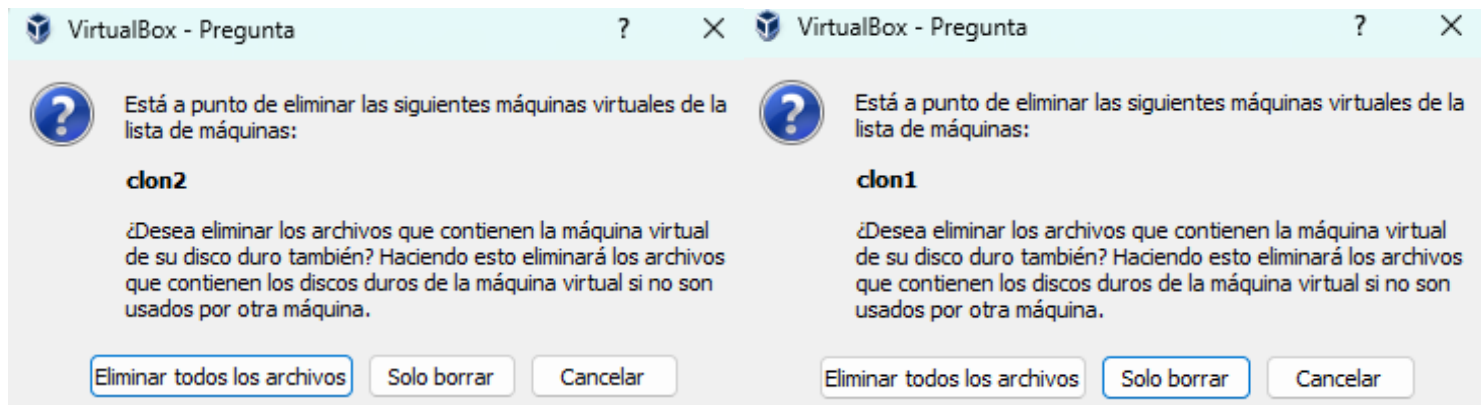 VirtualBox - Pregunta ? ×
Está a punto de eliminar las siguientes máquinas virtuales de la
lista de máquinas:
clon2
¿Desea eliminar los archivos que contienen la máquina virtual
de su disco duro también? Haciendo esto eliminará los archivos
que contienen los discos duros de la máquina virtual si no son
usados por otra máquina.
Eliminar todos los archivos Solo borrar Cancelar
VirtualBox - Pregunta ? ×
Está a punto de eliminar las siguientes máquinas virtuales de la
lista de máquinas:
clon1
¿Desea eliminar los archivos que contienen la máquina virtual
de su disco duro también? Haciendo esto eliminará los archivos
que contienen los discos duros de la máquina virtual si no son
usados por otra máquina.
Eliminar todos los archivos Solo borrar Cancelar